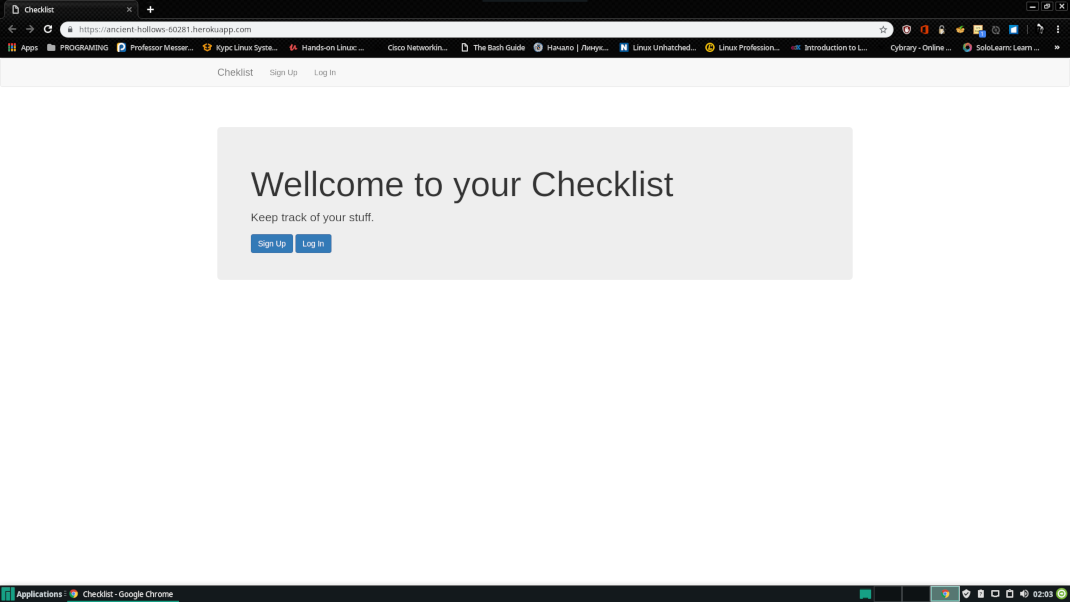 Checklist
https://ancient-hollows-60281.herokuapp.com
Apps PROGRAMING Professor Messer... Курс Linux Syste... Hands-on Linux: ... Cisco Networkin... The Bash Guide Начало | Линук... Linux Unhatched... Linux Profession... Introduction to L... Cybrary - Online ... SoloLearn: Learn ... »
Cheklist Sign Up Log In
Wellcome to your Checklist
Keep track of your stuff.
Sign Up Log In
Applications Checklist - Google Chrome 02:03